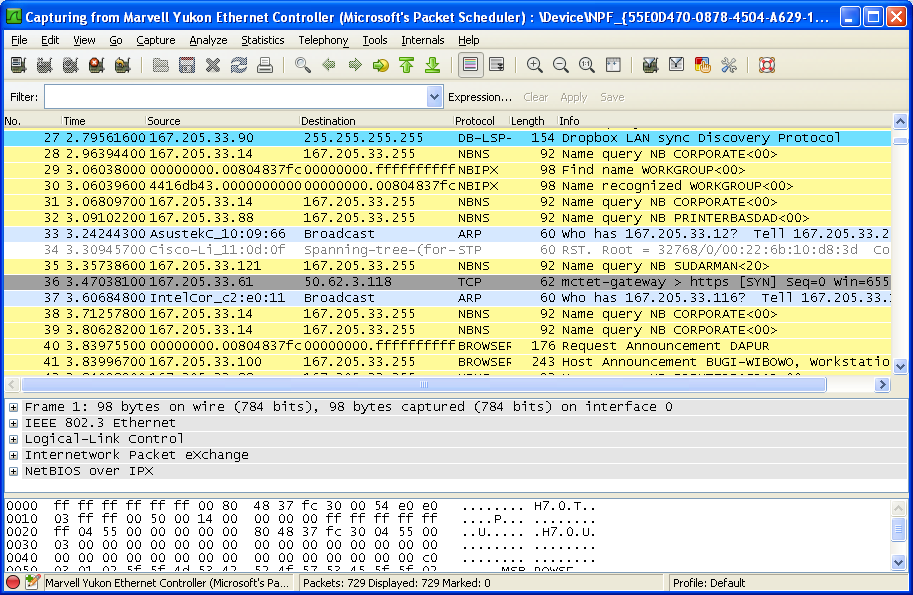 Capturing from Marvell Yukon Ethernet Controller (Microsoft's Packet Scheduler) : \Device\NPF_{55E0D470-0878-4504-A629-1...
File Edit View Go Capture Analyze Statistics Telephony Tools Internals Help
Filter: Expression... Clear Apply Save
No. Time Source Destination Protocol Length Info
27 2.79561600 167.205.33.90 255.255.255.255 DB-LSP- 154 Dropbox LAN sync Discovery Protocol
28 2.96394400 167.205.33.14 167.205.33.255 NBNS 92 Name query NB CORPORATE<00>
29 3.06038000 00000000.00804837fc 00000000.ffffffffffff NBIPX 98 Find name WORKGROUP<00>
30 3.06039600 4416db43.0000000000 00000000.00804837fc NBIPX 98 Name recognized WORKGROUP<00>
31 3.06809700 167.205.33.14 167.205.33.255 NBNS 92 Name query NB CORPORATE<00>
32 3.09102200 167.205.33.88 167.205.33.255 NBNS 92 Name query NB PRINTERBASDAD<00>
33 3.24244300 AsustekC_10:09:66 Broadcast ARP 60 Who has 167.205.33.12? Tell 167.205.33.2
34 3.30945700 Cisco-Li_11:0d:0f Spanning-tree-(for- STP 60 RST. Root = 32768/0/00:22:6b:10:d8:3d Co
35 3.35738600 167.205.33.121 167.205.33.255 NBNS 92 Name query NB SUDARMAN<20>
36 3.47038100 167.205.33.61 50.62.3.118 TCP 62 mctet-gateway > https [SYN] Seq=0 Win=655
37 3.60684800 IntelCor_c2:e0:11 Broadcast ARP 60 Who has 167.205.33.116? Tell 167.205.33.
38 3.71257800 167.205.33.14 167.205.33.255 NBNS 92 Name query NB CORPORATE<00>
39 3.80628200 167.205.33.14 167.205.33.255 NBNS 92 Name query NB CORPORATE<00>
40 3.83975500 00000000.00804837fc 00000000.ffffffffffff BROWSER 176 Request Announcement DAPUR
41 3.83996700 167.205.33.100 167.205.33.255 BROWSER 243 Host Announcement BUGI-WIBOWO, Workstatio
Frame 1: 98 bytes on wire (784 bits), 98 bytes captured (784 bits) on interface 0
IEEE 802.3 Ethernet
Logical-Link Control
Internetwork Packet eXchange
NetBIOS over IPX
0000 ff ff ff ff ff ff 00 80 48 37 fc 30 00 54 e0 e0 ........ H7.0.T..
0010 03 ff ff 00 50 00 14 00 00 00 00 ff ff ff ff ff ....P... ........
0020 ff 04 55 00 00 00 00 00 80 48 37 fc 30 04 55 00 ..U..... .H7.0.U.
0030 03 00 00 00 00 00 00 00 00 00 00 00 00 00 00 00 ........ ........
0040 00 00 00 00 00 00 00 00 00 00 00 00 00 00 00 c0 ........ ........
Marvell Yukon Ethernet Controller (Microsoft's Pa... Packets: 729 Displayed: 729 Marked: 0 Profile: Default